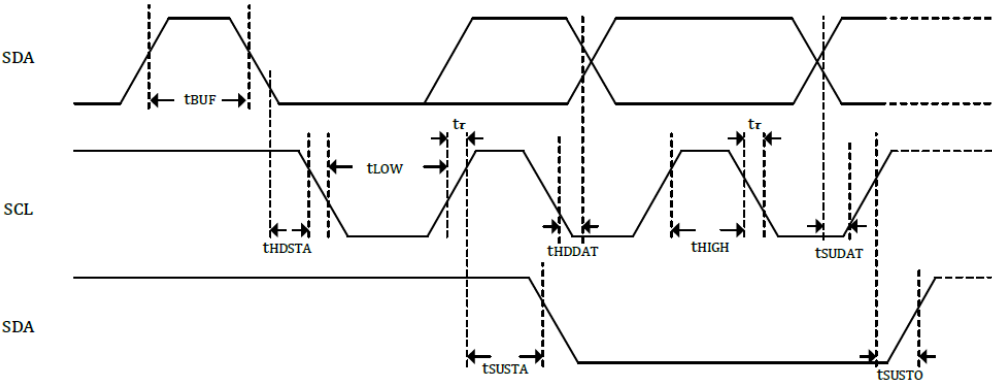 SDA
tBUF
tr
tr
tLOW
SCL
tHDSTA
tHDDAT
tHIGH
tSUDAT
SDA
tSUSTA
tSUSTO